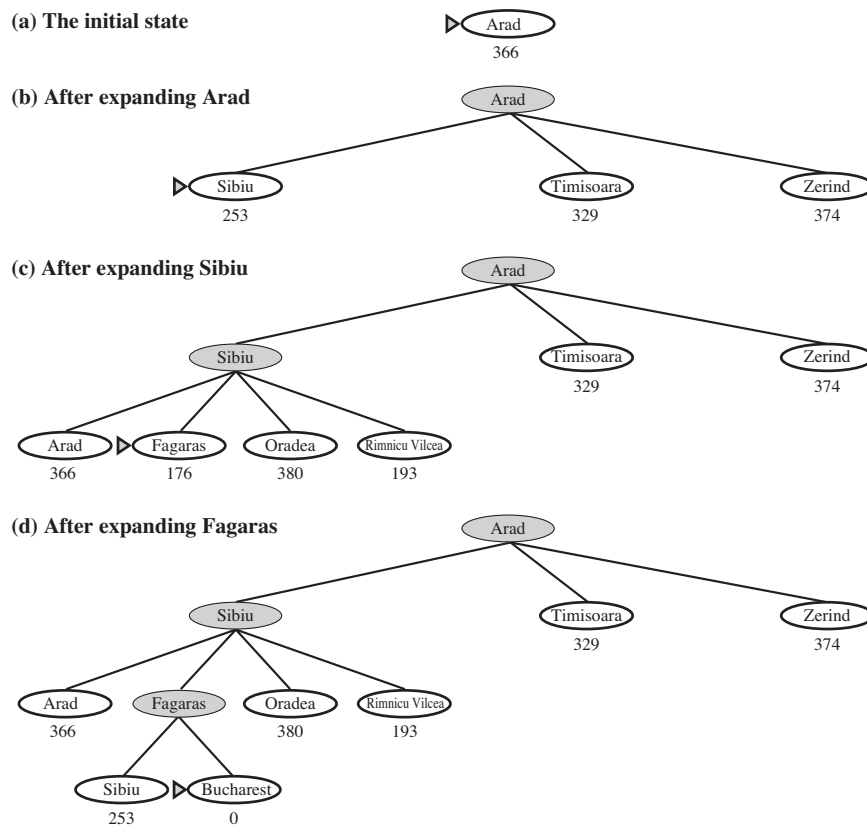 (a) The initial state
Arad
366
(b) After expanding Arad
Arad
Sibiu Timisoara Zerind
253 329 374
(c) After expanding Sibiu
Arad
Sibiu Timisoara Zerind
329 374
Arad Fagaras Oradea Rimnicu Vilcea
366 176 380 193
(d) After expanding Fagaras
Arad
Sibiu Timisoara Zerind
329 374
Arad Fagaras Oradea Rimnicu Vilcea
366 380 193
Sibiu Bucharest
253 0